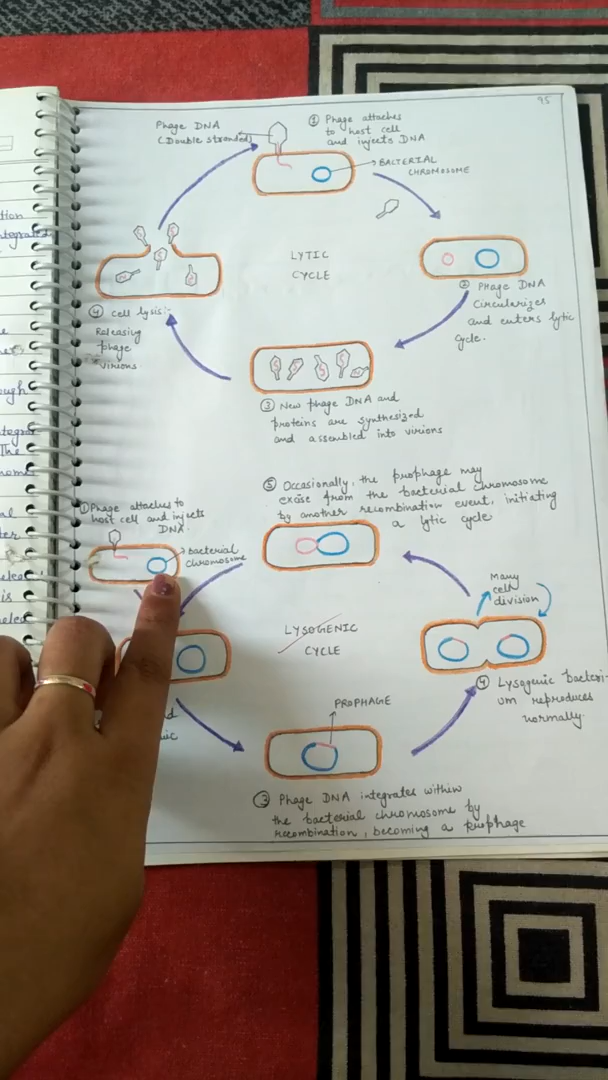 95
Phage DNA
(Double stranded)
① Phage attaches
to host cell
and injects DNA
BACTERIAL
CHROMOSOME
LYTIC
CYCLE
② Phage DNA
Circularizes
and enters lytic
cycle.
③ New phage DNA and
proteins are synthesized
and assembled into virions
④ Cell lysis:-
Releasing
phage
virions
① Phage attaches to
host cell and injects
DNA.
Bacterial
chromosome
⑤ Occasionally, the prophage may
excise from the bacterial chromosome
by another recombination event, initiating
a lytic cycle
LYSOGENIC
CYCLE
Many
cell
division
④ Lysogenic bacteri-
um reproduces
normally.
PROPHAGE
③ Phage DNA integrates within
the bacterial chromosome by
recombination, becoming a prophage
tion
The
is